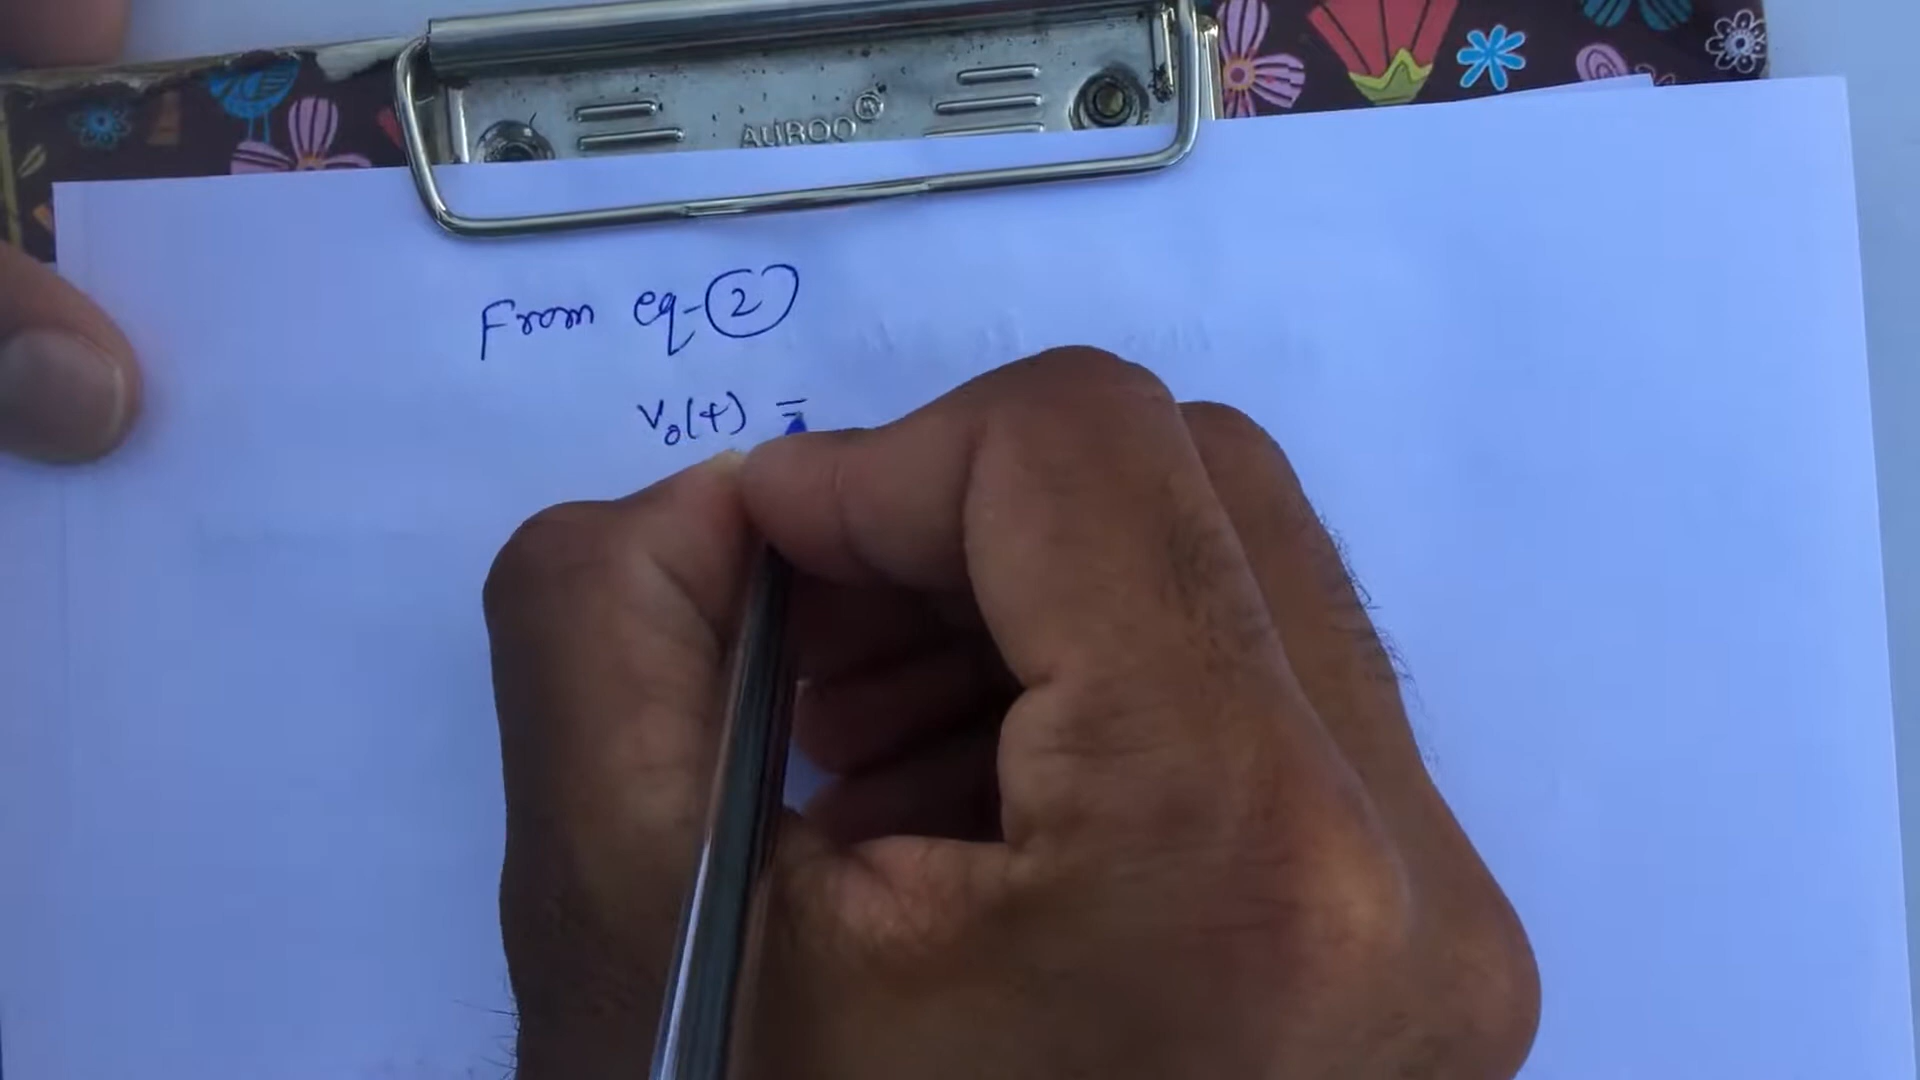 AUROO®
From eq-②
V₀(t) =